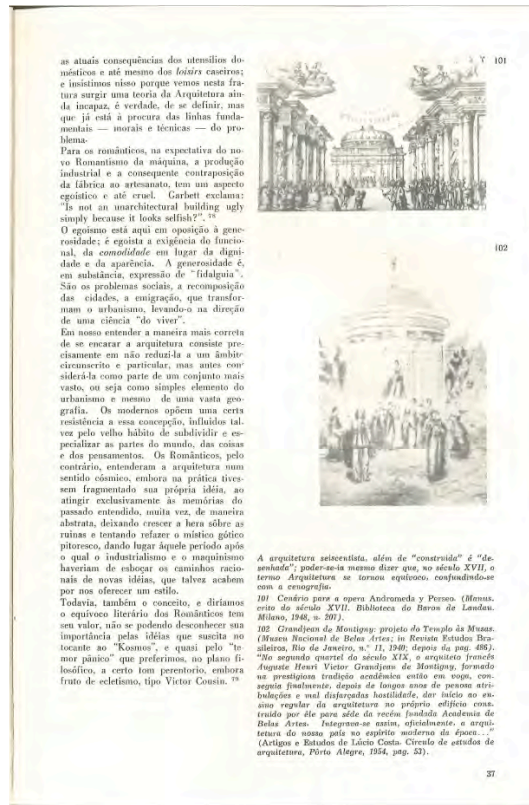 as atuais consequências dos utensílios do-
mésticos e até mesmo dos loisirs caseiros;
e insistimos nisso porque vemos nesta fra-
tura surgir uma teoria da Arquitetura ain-
da incapaz, é verdade, de se definir, mas
que já está à procura das linhas funda-
mentais — morais e técnicas — do pro-
blema.
Para os românticos, na expectativa do no-
vo Romantismo da máquina, a produção
industrial e a consequente contraposição
da fábrica ao artesanato, tem um aspecto
egoístico e até cruel. Garbett exclama:
"Is not an unarchitectural building ugly
simply because it looks selfish?". 78
O egoismo está aqui em oposição à gene-
rosidade; é egoista a exigência do funcio-
nal, da comodidade em lugar da digni-
dade e da aparência. A generosidade é,
em substância, expressão de "fidalguia".
São os problemas sociais, a recomposição
das cidades, a emigração, que transfor-
mam o urbanismo, levando-o na direção
de uma ciência "do viver".
Em nosso entender a maneira mais correta
de se encarar a arquitetura consiste pre-
cisamente em não reduzí-la a um âmbito
circunscrito e particular, mas antes con-
siderá-la como parte de um conjunto mais
vasto, ou seja como simples elemento do
urbanismo e mesmo de uma vasta geo-
grafia. Os modernos opõem uma certa
resistência a essa concepção, influídos tal-
vez pelo velho hábito de subdividir e es-
pecializar as partes do mundo, das coisas
e dos pensamentos. Os Românticos, pelo
contrário, entenderam a arquitetura num
sentido cósmico, embora na prática tives-
sem fragmentado sua própria idéia, ao
atingir exclusivamente às memórias do
passado entendido, muita vez, de maneira
abstrata, deixando crescer a hera sôbre as
ruinas e tentando refazer o místico gótico
pitoresco, dando lugar àquele período após
o qual o industrialismo e o maquinismo
haveriam de esboçar os caminhos racio-
nais de novas idéias, que talvez acabem
por nos oferecer um estilo.
Todavia, também o conceito, e diríamos
o equívoco literário dos Românticos tem
seu valor, não se podendo desconhecer sua
importância pelas idéias que suscita no
tocante ao "Kosmos", e quasi pelo "te-
mor pânico" que preferimos, no plano fi-
losófico, a certo tom perentorio, embora
fruto de ecletismo, tipo Victor Cousin. 79
101
102
A arquitetura seiscentista, além de "construida" é "de-
senhada"; poder-se-ia mesmo dizer que, no século XVII, o
termo Arquitetura se tornou equívoco, confundindo-se
com a cenografia.
101 Cenário para a opera Andromeda y Perseo. (Manus.
crito do século XVII. Biblioteca do Baron de Landau.
Milano, 1948, n. 207).
102 Grandjean de Montigny: projeto do Templo às Musas.
(Museu Nacional de Belas Artes; in Revista Estudos Bra-
sileiros, Rio de Janeiro, n.º 11, 1940; depois da pag. 486).
"No segundo quartel do século XIX, o arquiteto francês
Auguste Henri Victor Grandjean de Montigny, formado
na prestigiosa tradição acadêmica então em voga, con-
seguia finalmente, depois de longos anos de penosa atri-
bulações e mal disfarçadas hostilidade, dar início ao en-
sino regular da arquitetura no próprio edifício cons-
truido por êle para séde da recém fundada Academia de
Belas Artes. Integrava-se assim, oficialmente, a arqui-
tetura do nosso país no espírito moderno da época..."
(Artigos e Estudos de Lúcio Costa. Círculo de estudos de
arquitetura, Pôrto Alegre, 1954, pag. 53).
37